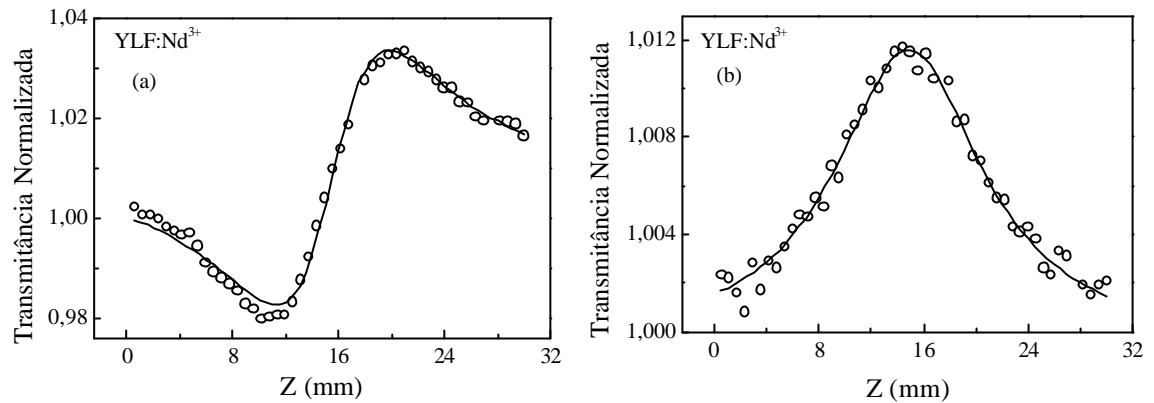 Transmitância Normalizada
1,04
1,02
1,00
0,98
YLF:Nd³⁺
(a)
0
8
16
24
32
Z (mm)
Transmitância Normalizada
1,012
1,008
1,004
1,000
YLF:Nd³⁺
(b)
0
8
16
24
32
Z (mm)